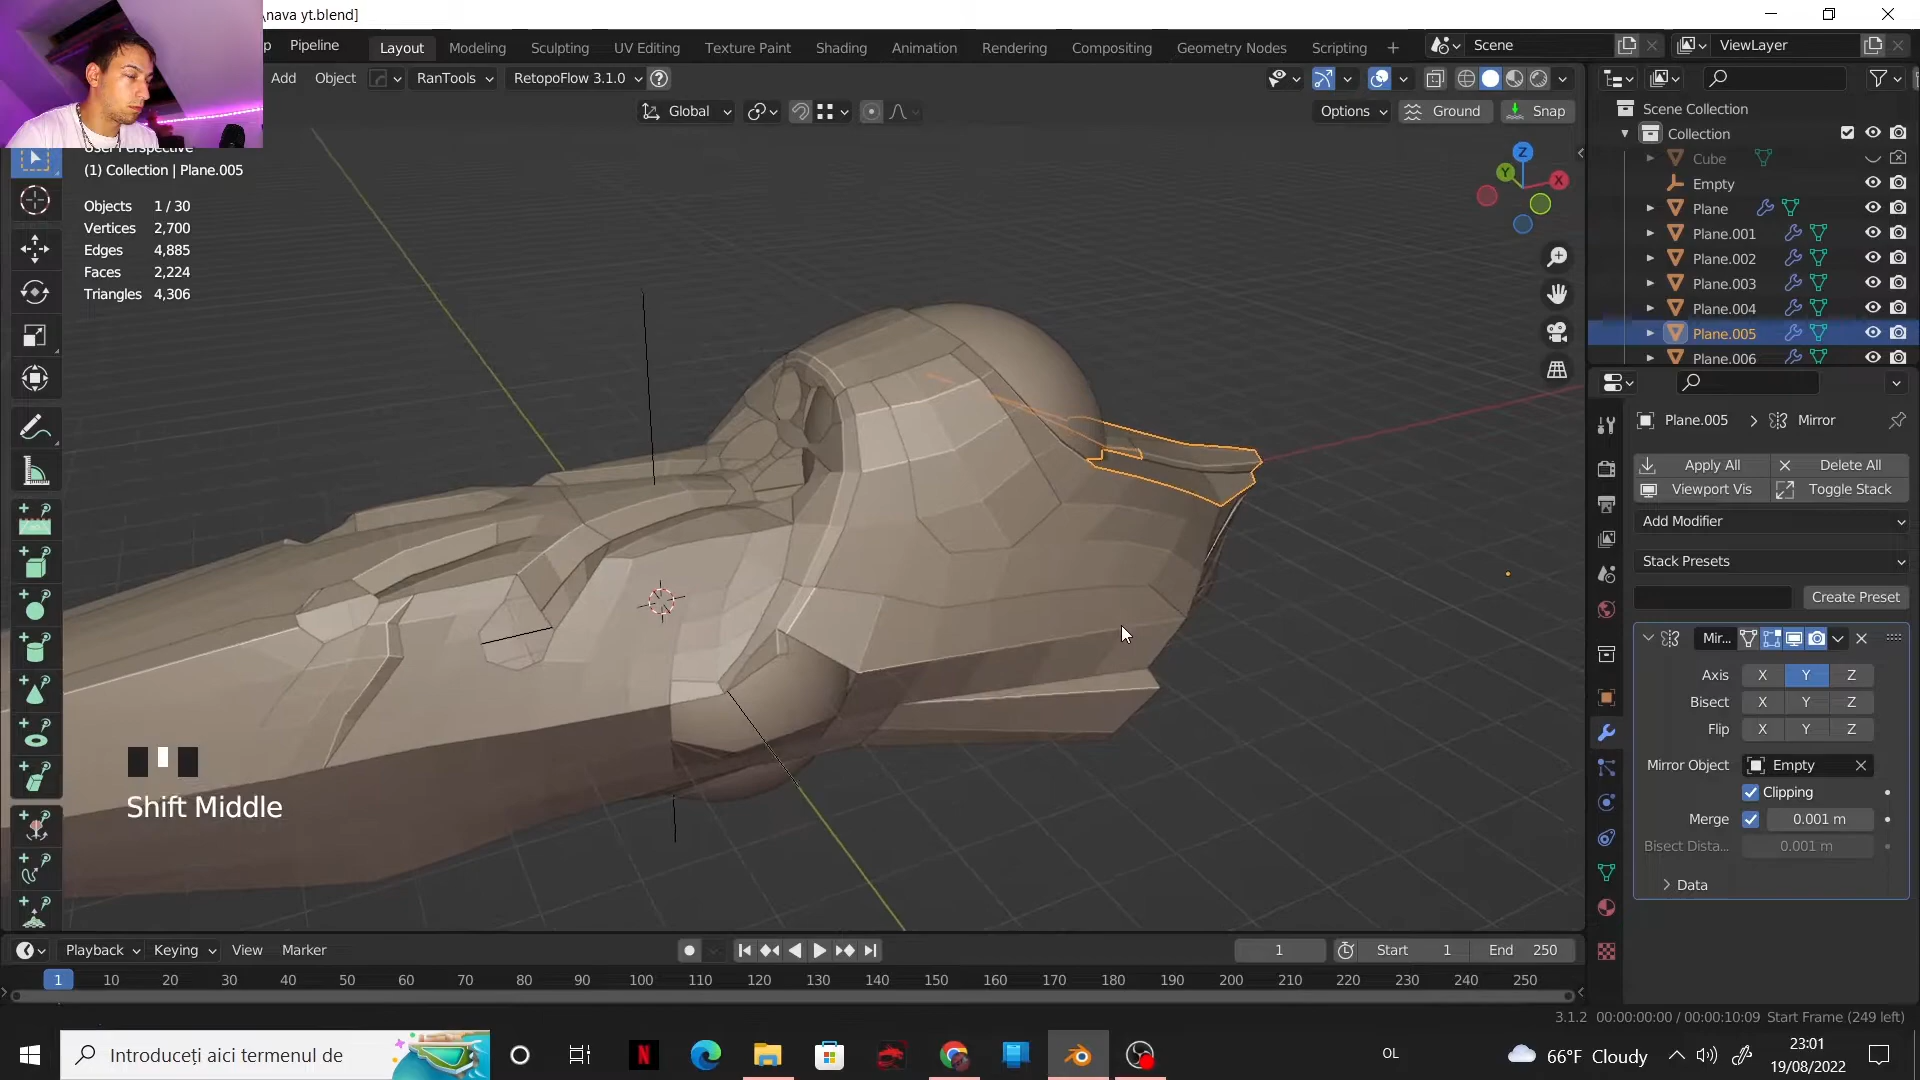 \nava yt.blend]
p Pipeline Layout Modeling Sculpting UV Editing Texture Paint Shading Animation Rendering Compositing Geometry Nodes Scripting + Scene ViewLayer
Add Object RanTools RetopoFlow 3.1.0
Global Options Ground Snap
(1) Collection | Plane.005
Objects 1 / 30
Vertices 2,700
Edges 4,885
Faces 2,224
Triangles 4,306
Z
Y
X
Shift Middle
Scene Collection
Collection
Cube
Empty
Plane
Plane.001
Plane.002
Plane.003
Plane.004
Plane.005
Plane.006
Plane.005 > Mirror
Apply All Delete All
Viewport Vis Toggle Stack
Add Modifier
Stack Presets
Create Preset
Mir...
Axis X Y Z
Bisect X Y Z
Flip X Y Z
Mirror Object Empty
Clipping
Merge 0.001 m
Bisect Dista... 0.001 m
Data
Playback Keying View Marker 1 Start 1 End 250
1 10 20 30 40 50 60 70 80 90 100 110 120 130 140 150 160 170 180 190 200 210 220 230 240 250
3.1.2 00:00:00:00 / 00:00:10:09 Start Frame (249 left)
Introduceți aici termenul de
N
OL
66°F Cloudy
23:01
19/08/2022